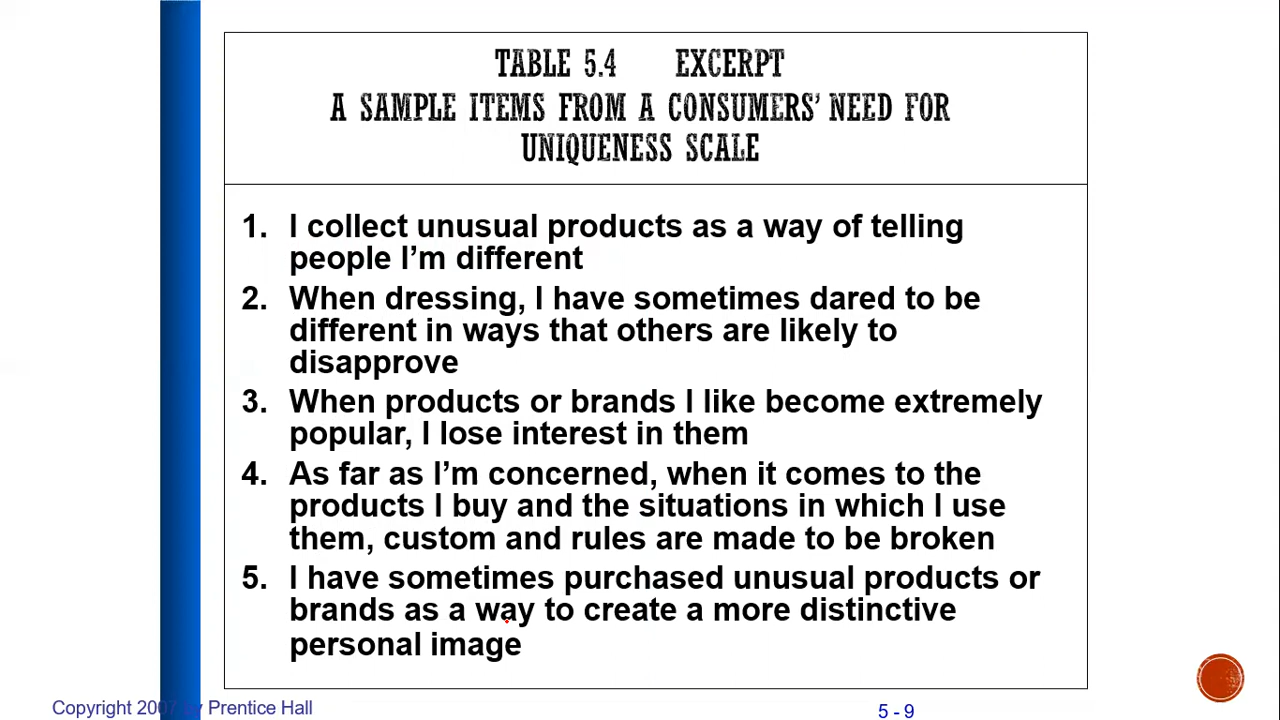 TABLE 5.4 EXCERPT
A SAMPLE ITEMS FROM A CONSUMERS' NEED FOR
UNIQUENESS SCALE
1. I collect unusual products as a way of telling
people I'm different
2. When dressing, I have sometimes dared to be
different in ways that others are likely to
disapprove
3. When products or brands I like become extremely
popular, I lose interest in them
4. As far as I'm concerned, when it comes to the
products I buy and the situations in which I use
them, custom and rules are made to be broken
5. I have sometimes purchased unusual products or
brands as a way to create a more distinctive
personal image
Copyright 2007 by Prentice Hall
5 - 9